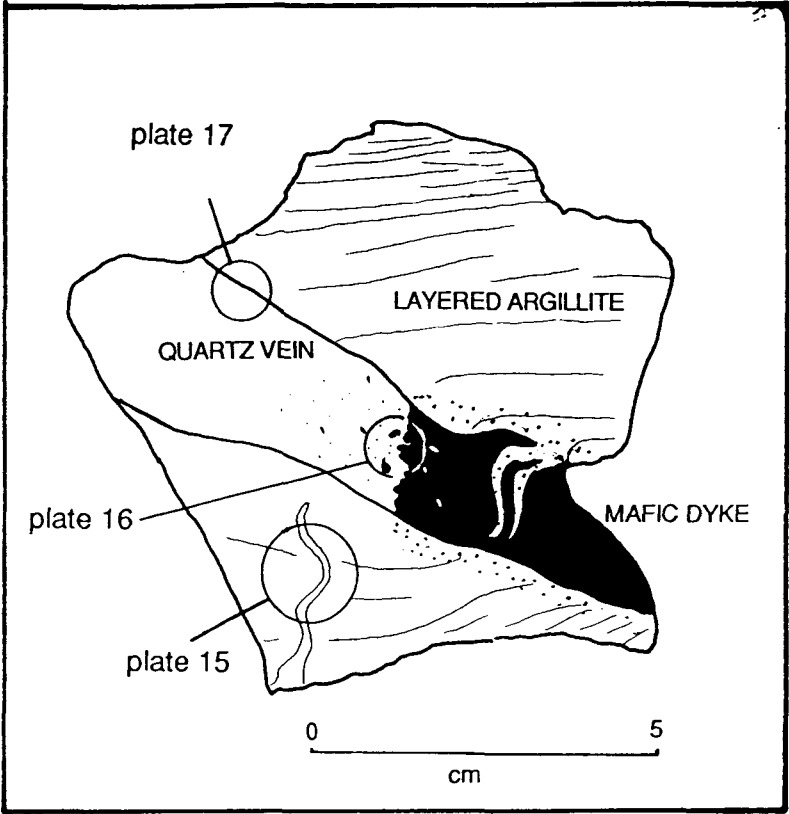 plate 17
LAYERED ARGILLITE
QUARTZ VEIN
plate 16
MAFIC DYKE
plate 15
0 5
cm